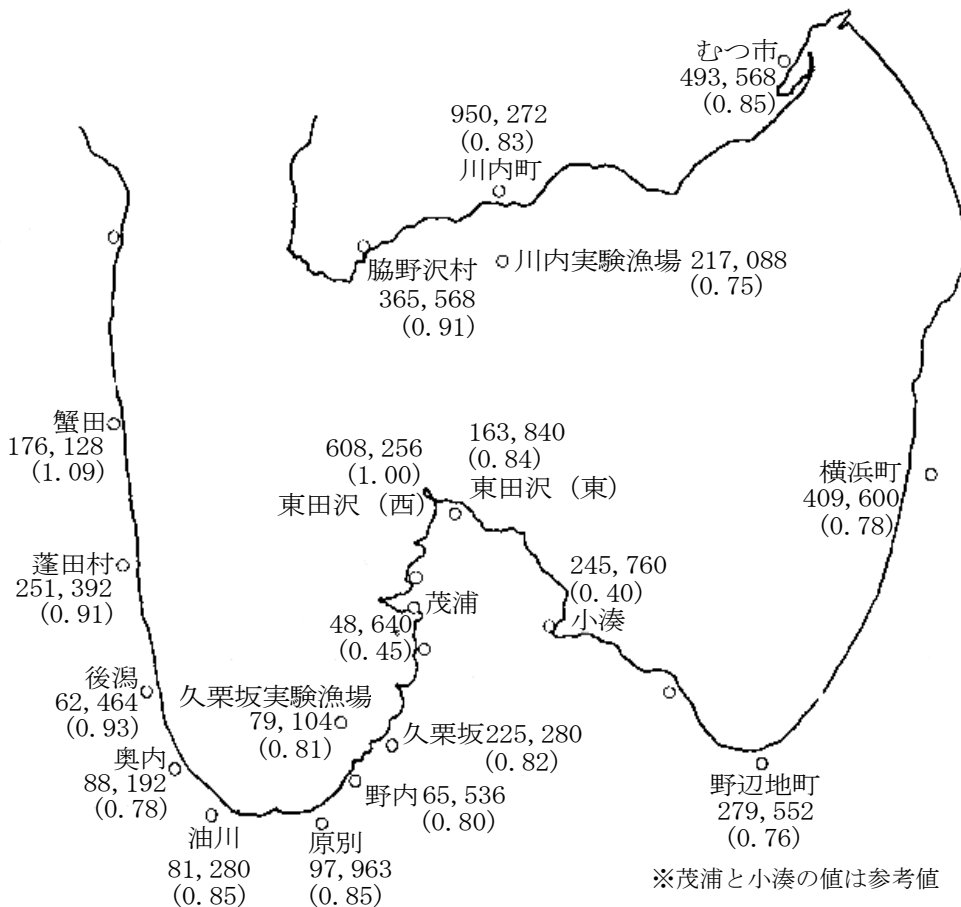 むつ市
493,568
(0.85)
950,272
(0.83)
川内町
川内実験漁場 217,088
(0.75)
脇野沢村
365,568
(0.91)
蟹田
176,128
(1.09)
608,256
(1.00)
東田沢（西）
163,840
(0.84)
東田沢（東）
横浜町
409,600
(0.78)
蓬田村
251,392
(0.91)
245,760
(0.40)
小湊
茂浦
48,640
(0.45)
後潟
62,464
(0.93)
久栗坂実験漁場
79,104
(0.81)
久栗坂225,280
(0.82)
奥内
88,192
(0.78)
野内 65,536
(0.80)
野辺地町
279,552
(0.76)
油川
81,280
(0.85)
原別
97,963
(0.85)
※茂浦と小湊の値は参考値